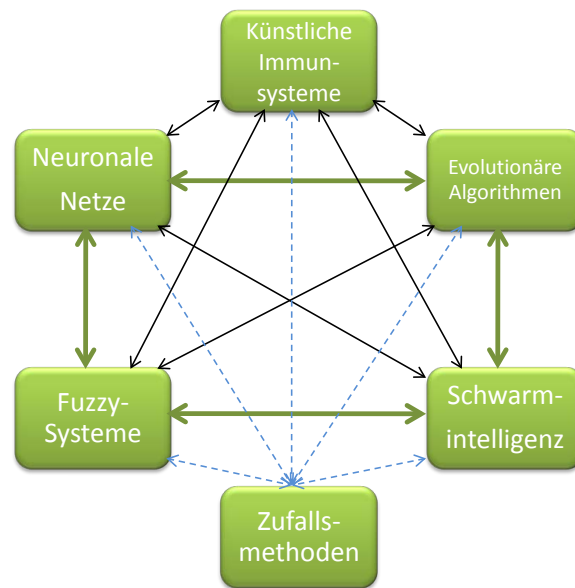 Künstliche
Immun-
systeme
Neuronale
Netze
Evolutionäre
Algorithmen
Fuzzy-
Systeme
Schwarm-
intelligenz
Zufalls-
methoden